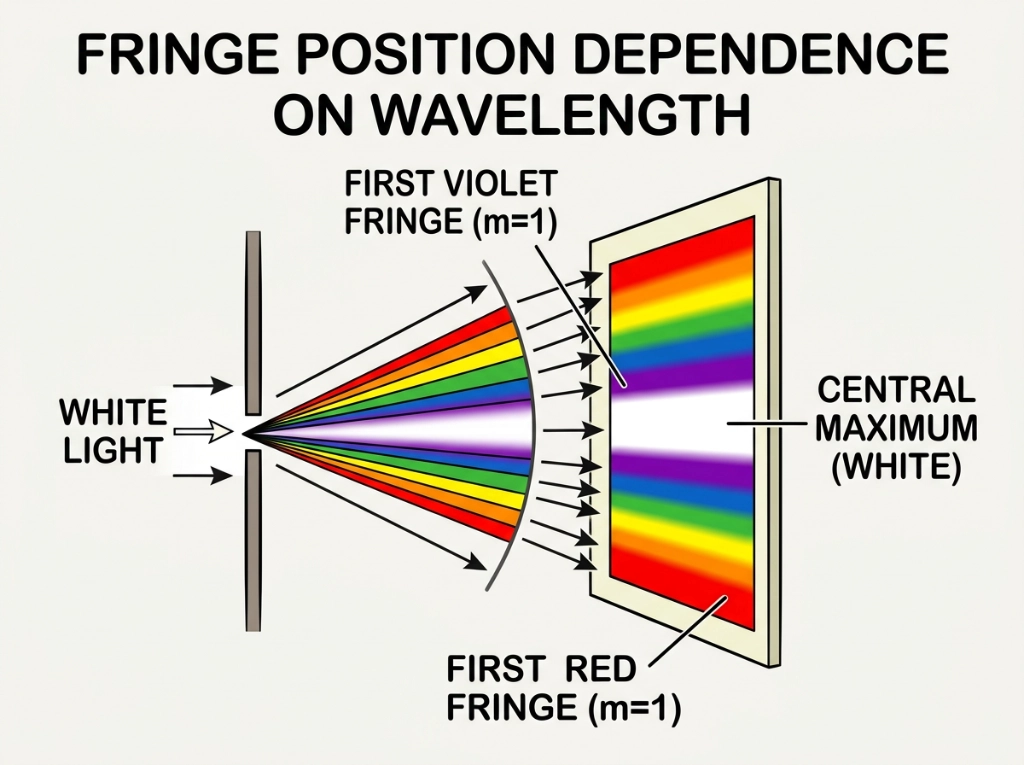 FRINGE POSITION DEPENDENCE
ON WAVELENGTH
FIRST VIOLET
FRINGE (m=1)
WHITE
LIGHT
CENTRAL
MAXIMUM
(WHITE)
FIRST RED
FRINGE (m=1)